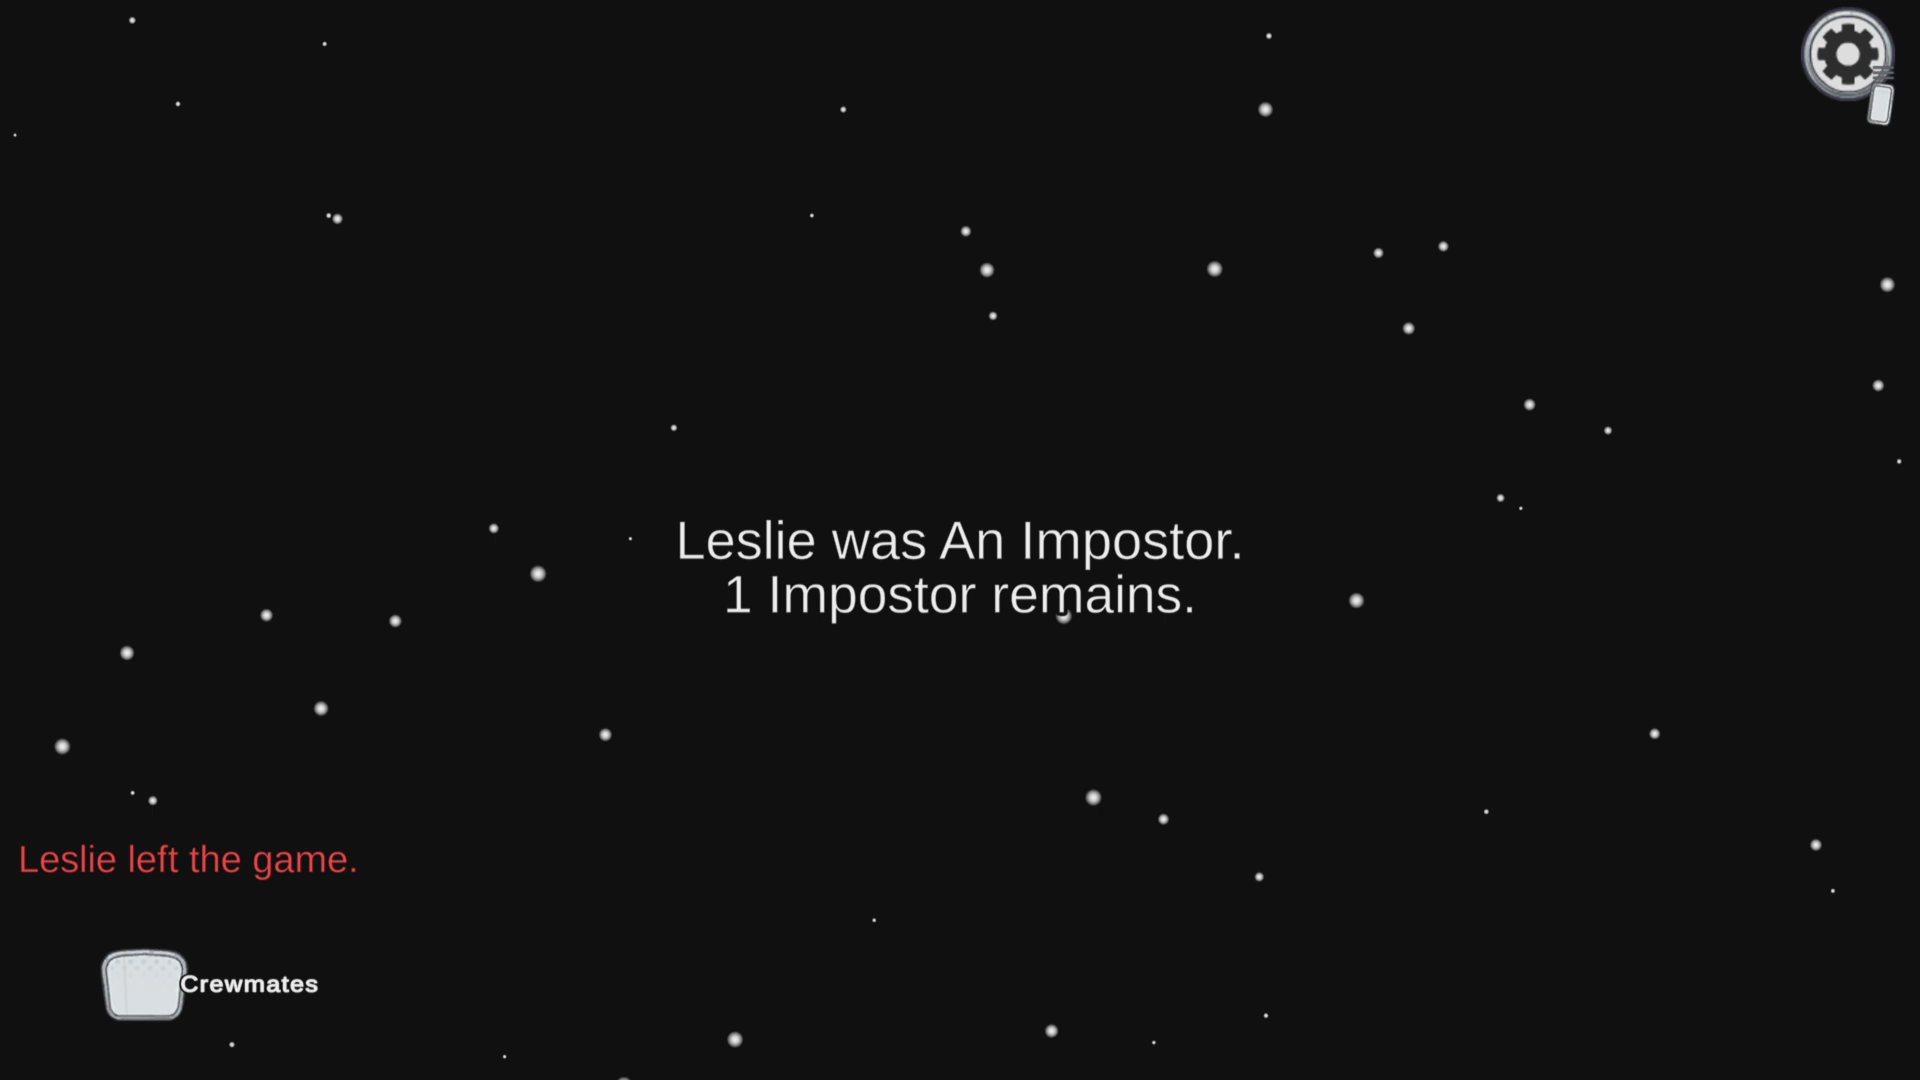 Leslie was An Impostor.
1 Impostor remains.
Leslie left the game.
Crewmates